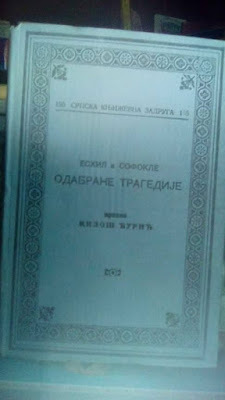 СРПСКА КЊИЖЕВНА ЗАДРУГА
ЕСХИЛ и СОФОКЛЕ
ОДАБРАНЕ ТРАГЕДИЈЕ
превео
МИЛОШ ЂУРИЋ